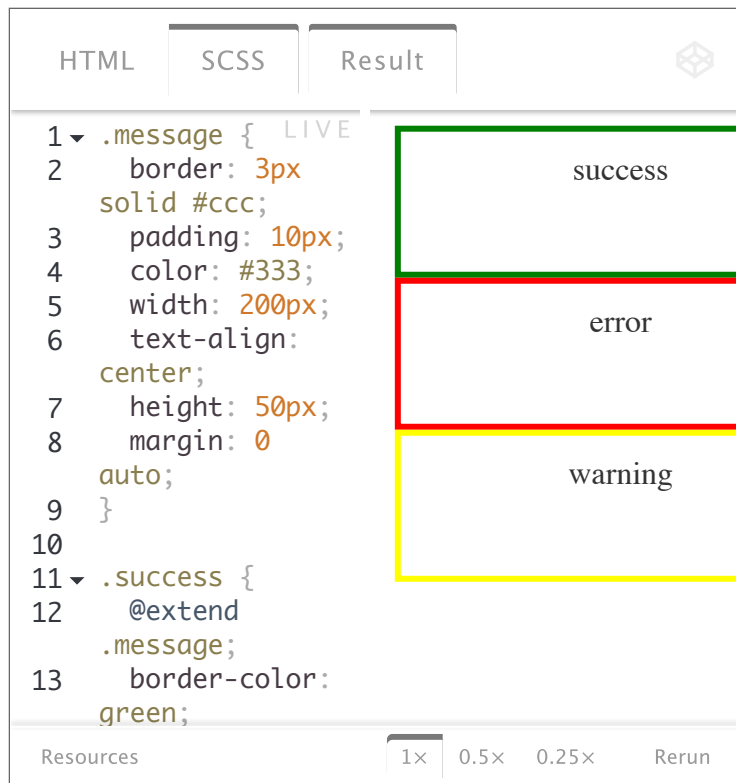 HTML SCSS Result
LIVE
1 .message {
2 border: 3px
solid #ccc;
3 padding: 10px;
4 color: #333;
5 width: 200px;
6 text-align:
center;
7 height: 50px;
8 margin: 0
auto;
9 }
10
11 .success {
12 @extend
.message;
13 border-color:
green;
success
error
warning
Resources 1× 0.5× 0.25× Rerun